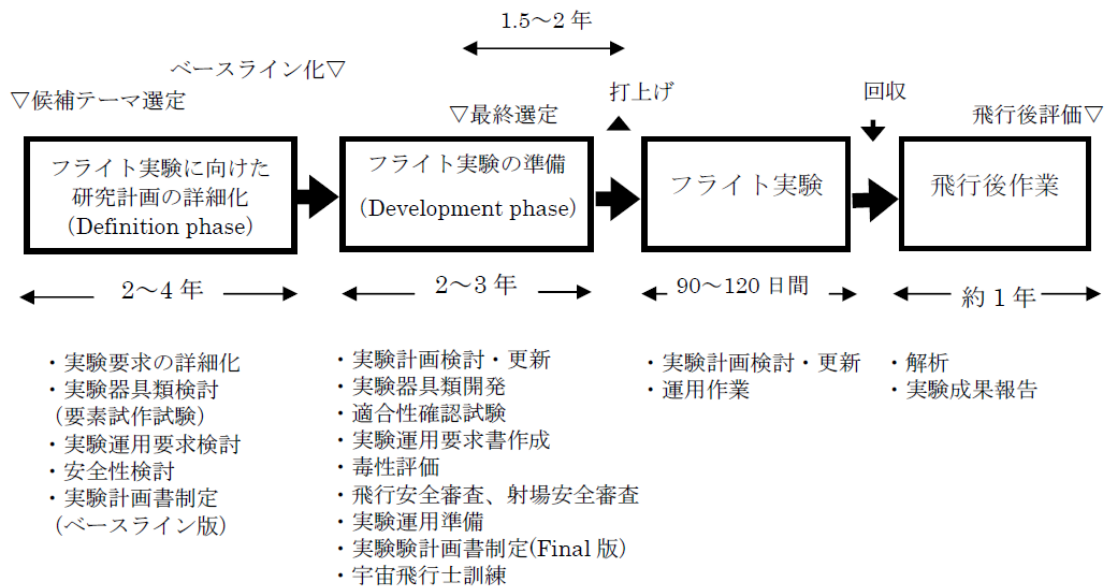 1.5～2 年
ベースライン化▽
▽候補テーマ選定
▽最終選定
打上げ
回収
飛行後評価▽
フライト実験に向けた
研究計画の詳細化
(Definition phase)
フライト実験の準備
(Development phase)
フライト実験
飛行後作業
2～4 年
2～3 年
90～120 日間
約 1 年
・実験要求の詳細化
・実験器具類検討
(要素試作試験)
・実験運用要求検討
・安全性検討
・実験計画書制定
(ベースライン版)
・実験計画検討・更新
・実験器具類開発
・適合性確認試験
・実験運用要求書作成
・毒性評価
・飛行安全審査、射場安全審査
・実験運用準備
・実験験計画書制定(Final 版)
・宇宙飛行士訓練
・実験計画検討・更新
・運用作業
・解析
・実験成果報告